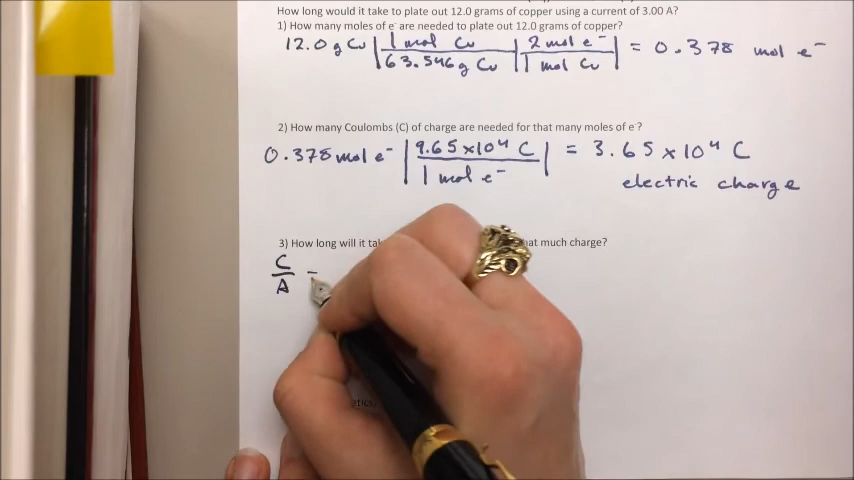 How long would it take to plate out 12.0 grams of copper using a current of 3.00 A?
1) How many moles of e⁻ are needed to plate out 12.0 grams of copper?
12.0 g Cu | 1 mol Cu / 63.546 g Cu | 2 mol e⁻ / 1 mol Cu | = 0.378 mol e⁻
2) How many Coulombs (C) of charge are needed for that many moles of e⁻?
0.378 mol e⁻ | 9.65 x 10⁴ C / 1 mol e⁻ | = 3.65 x 10⁴ C
electric charge
3) How long will it much charge?
C / A